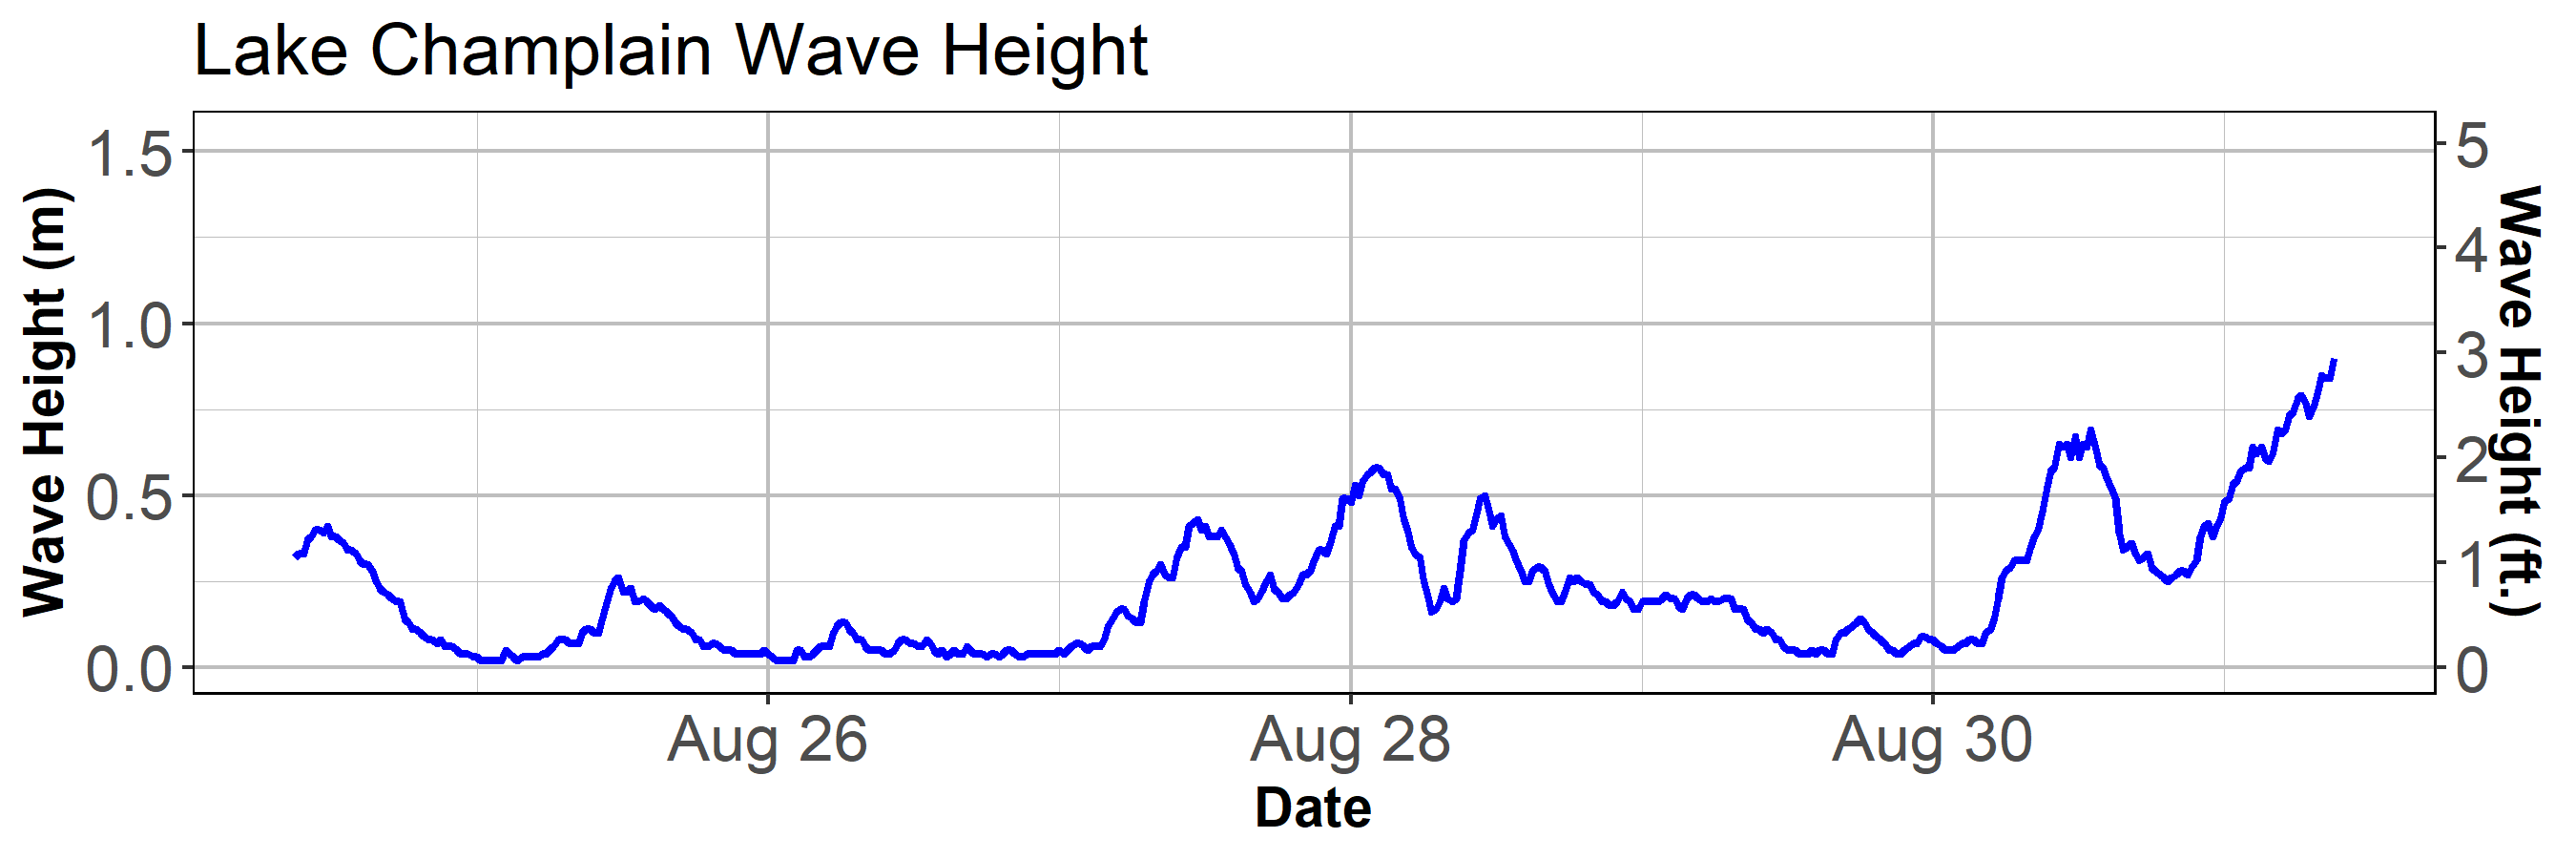 Lake Champlain Wave Height
Wave Height (m)
1.5
1.0
0.5
0.0
5
4
3
2
1
0
Wave Height (ft.)
Aug 26
Aug 28
Aug 30
Date